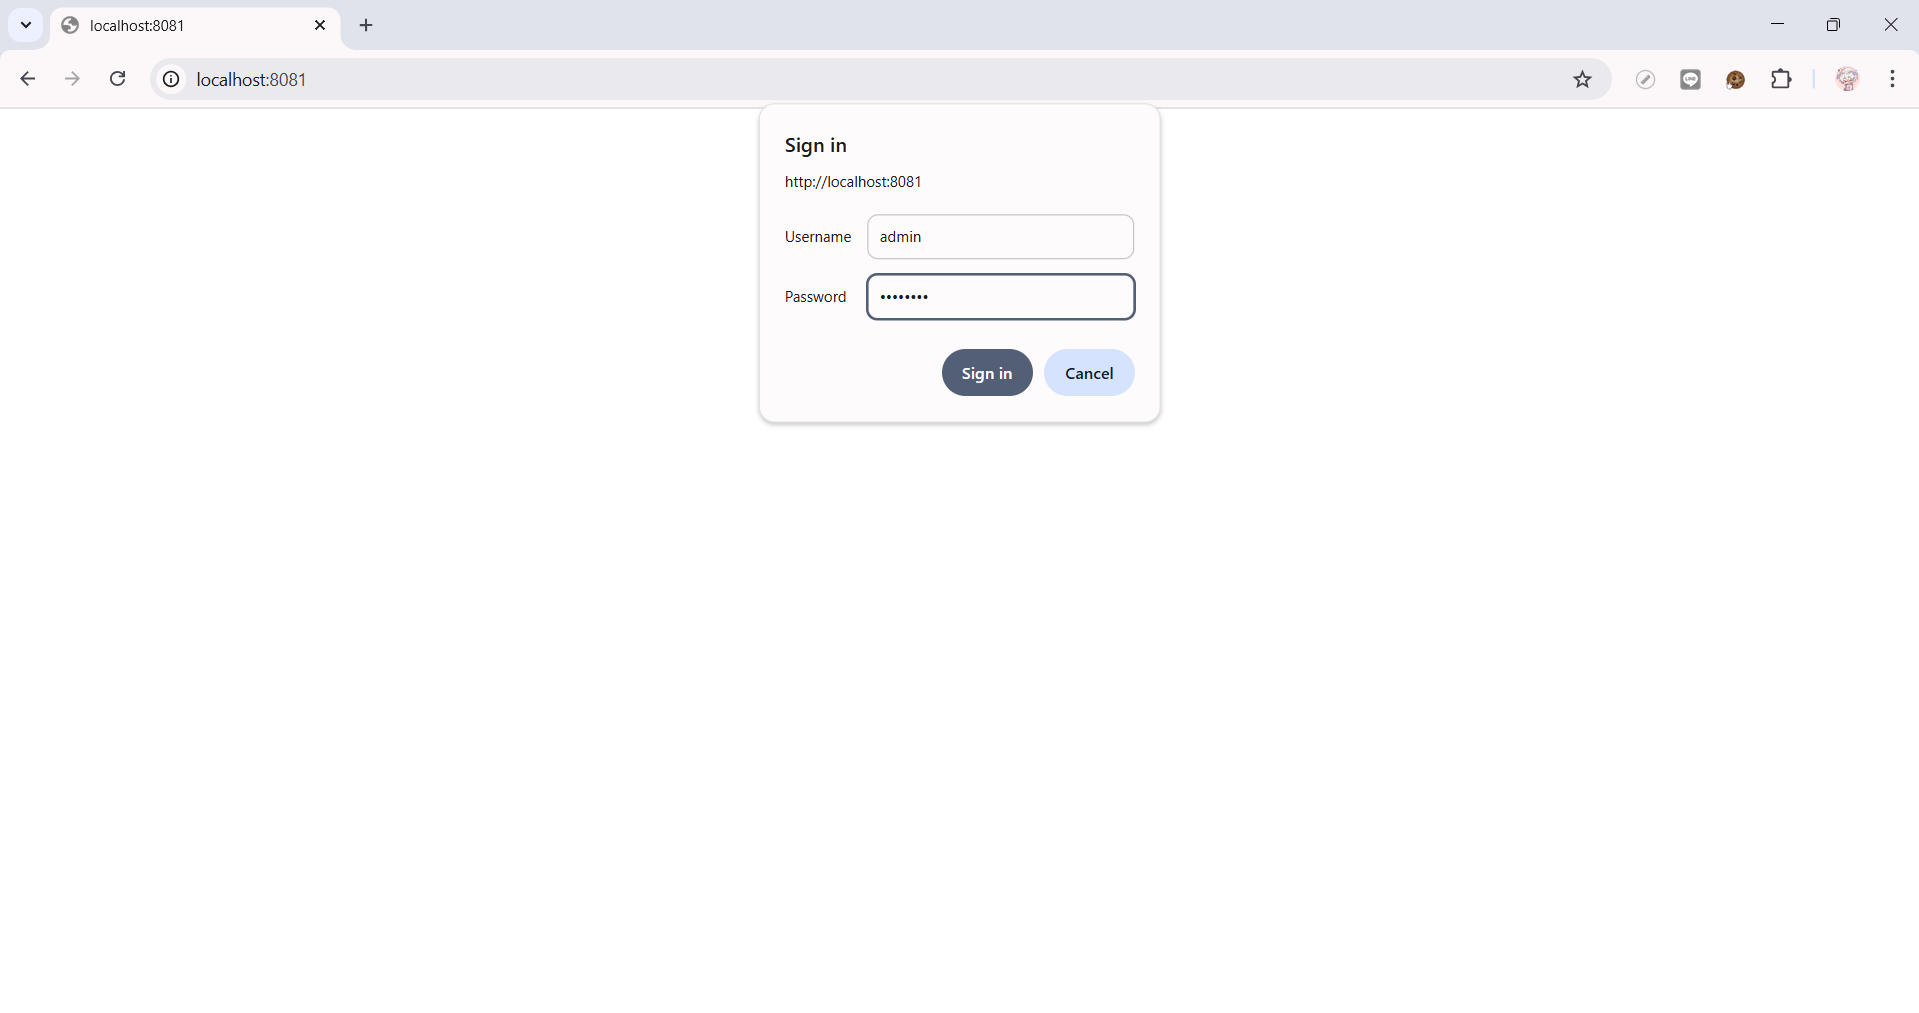 localhost:8081
localhost:8081
Sign in
http://localhost:8081
Username admin
Password ••••••••
Sign in Cancel